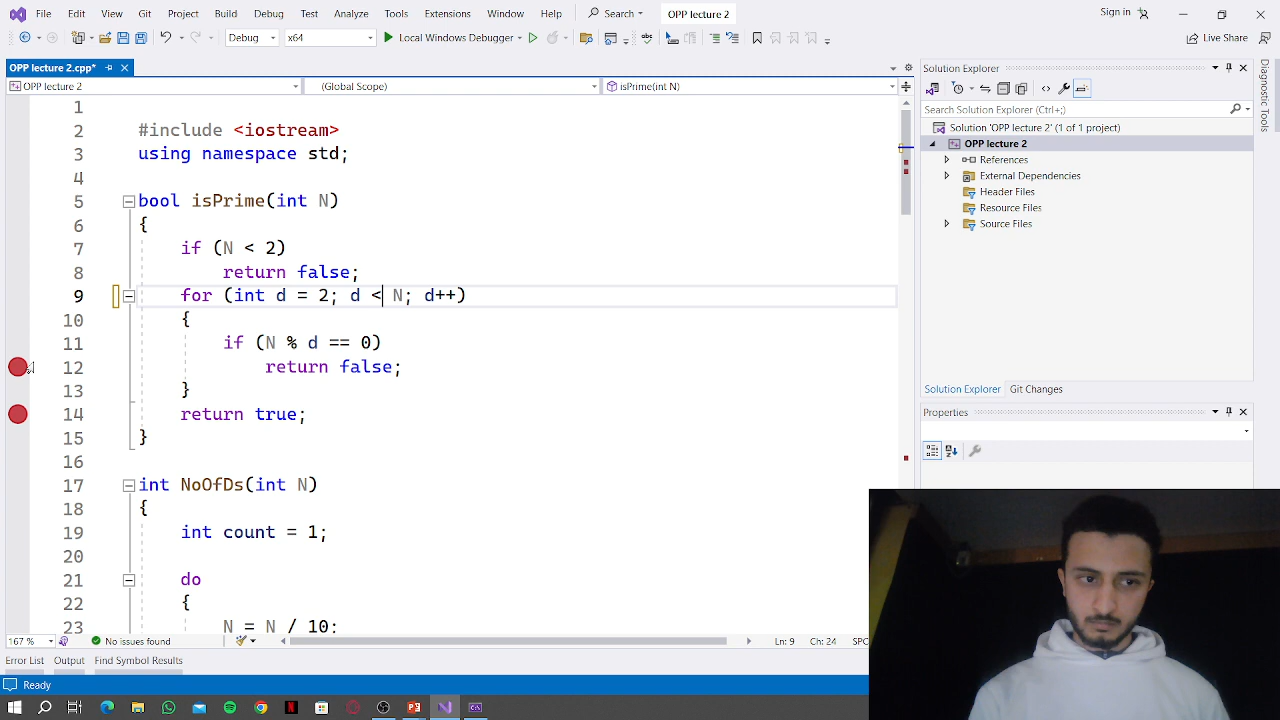 File Edit View Git Project Build Debug Test Analyze Tools Extensions Window Help Search OPP lecture 2 Sign in
Debug x64 Local Windows Debugger Live Share
OPP lecture 2.cpp*
OPP lecture 2 (Global Scope) isPrime(int N)
1
2 #include <iostream>
3 using namespace std;
4
5 bool isPrime(int N)
6 {
7 if (N < 2)
8 return false;
9 for (int d = 2; d < N; d++)
10 {
11 if (N % d == 0)
12 return false;
13 }
14 return true;
15 }
16
17 int NoOfDs(int N)
18 {
19 int count = 1;
20
21 do
22 {
23 N = N / 10;
167 % No issues found Ln: 9 Ch: 24 SPC
Error List Output Find Symbol Results
Ready
Solution Explorer
Search Solution Explorer (Ctrl+;)
Solution 'OPP lecture 2' (1 of 1 project)
OPP lecture 2
References
External Dependencies
Header Files
Resource Files
Source Files
Solution Explorer Git Changes
Properties
Diagnostic Tools